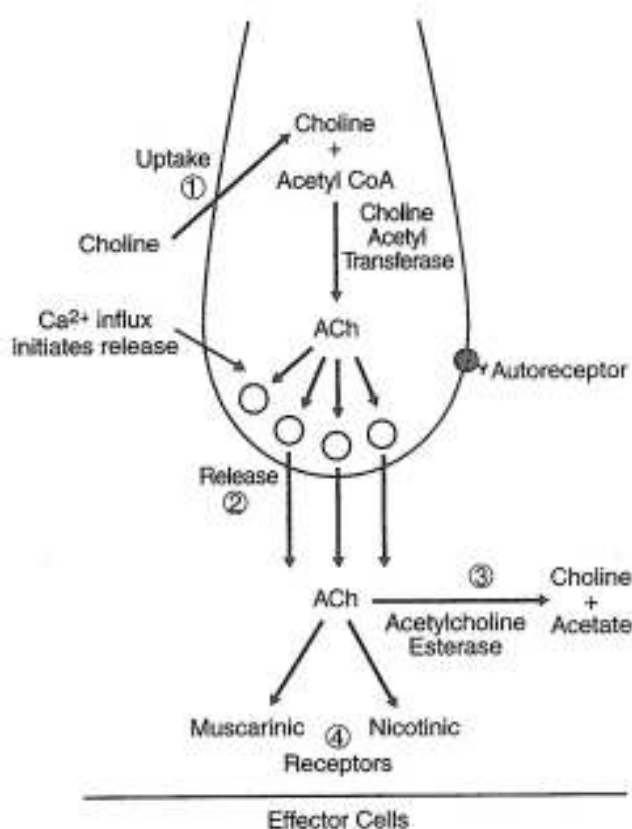 Choline
+
Acetyl CoA
Uptake
①
Choline
Choline
Acetyl
Transferase
Ca²⁺ influx
initiates release
ACh
Autoreceptor
Release
②
ACh
③
Acetylcholine
Esterase
Choline
+
Acetate
Muscarinic ④ Nicotinic
Receptors
Effector Cells